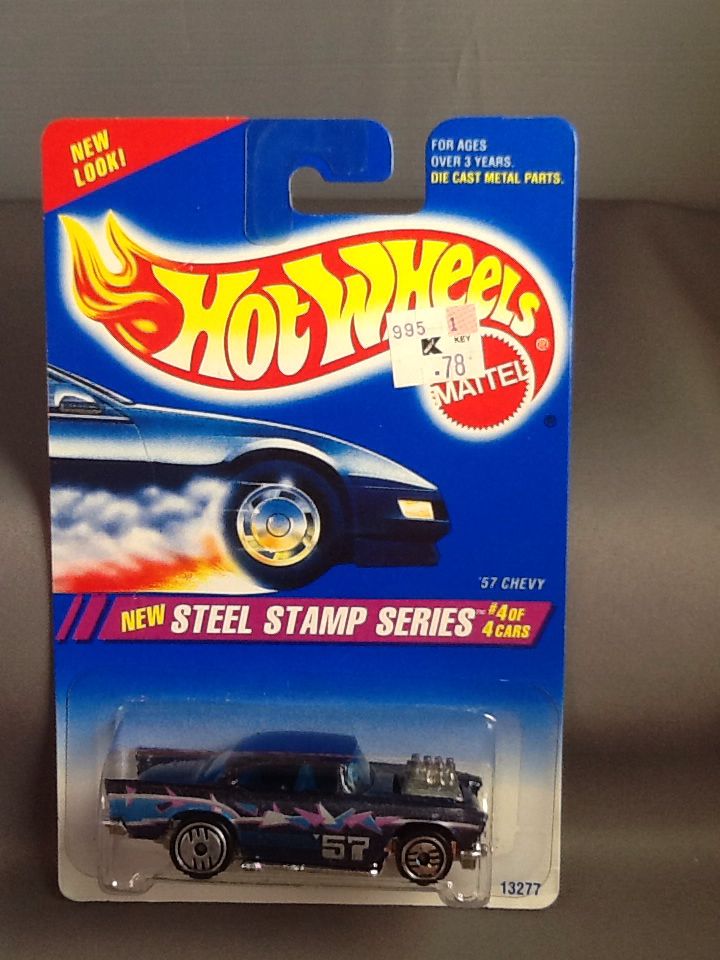 NEW
LOOK!
FOR AGES
OVER 3 YEARS.
DIE CAST METAL PARTS.
Hot Wheels
®
995 1
K KEY
.78
MATTEL
®
'57 CHEVY
NEW STEEL STAMP SERIES™ #4 OF
4 CARS
'57
13277